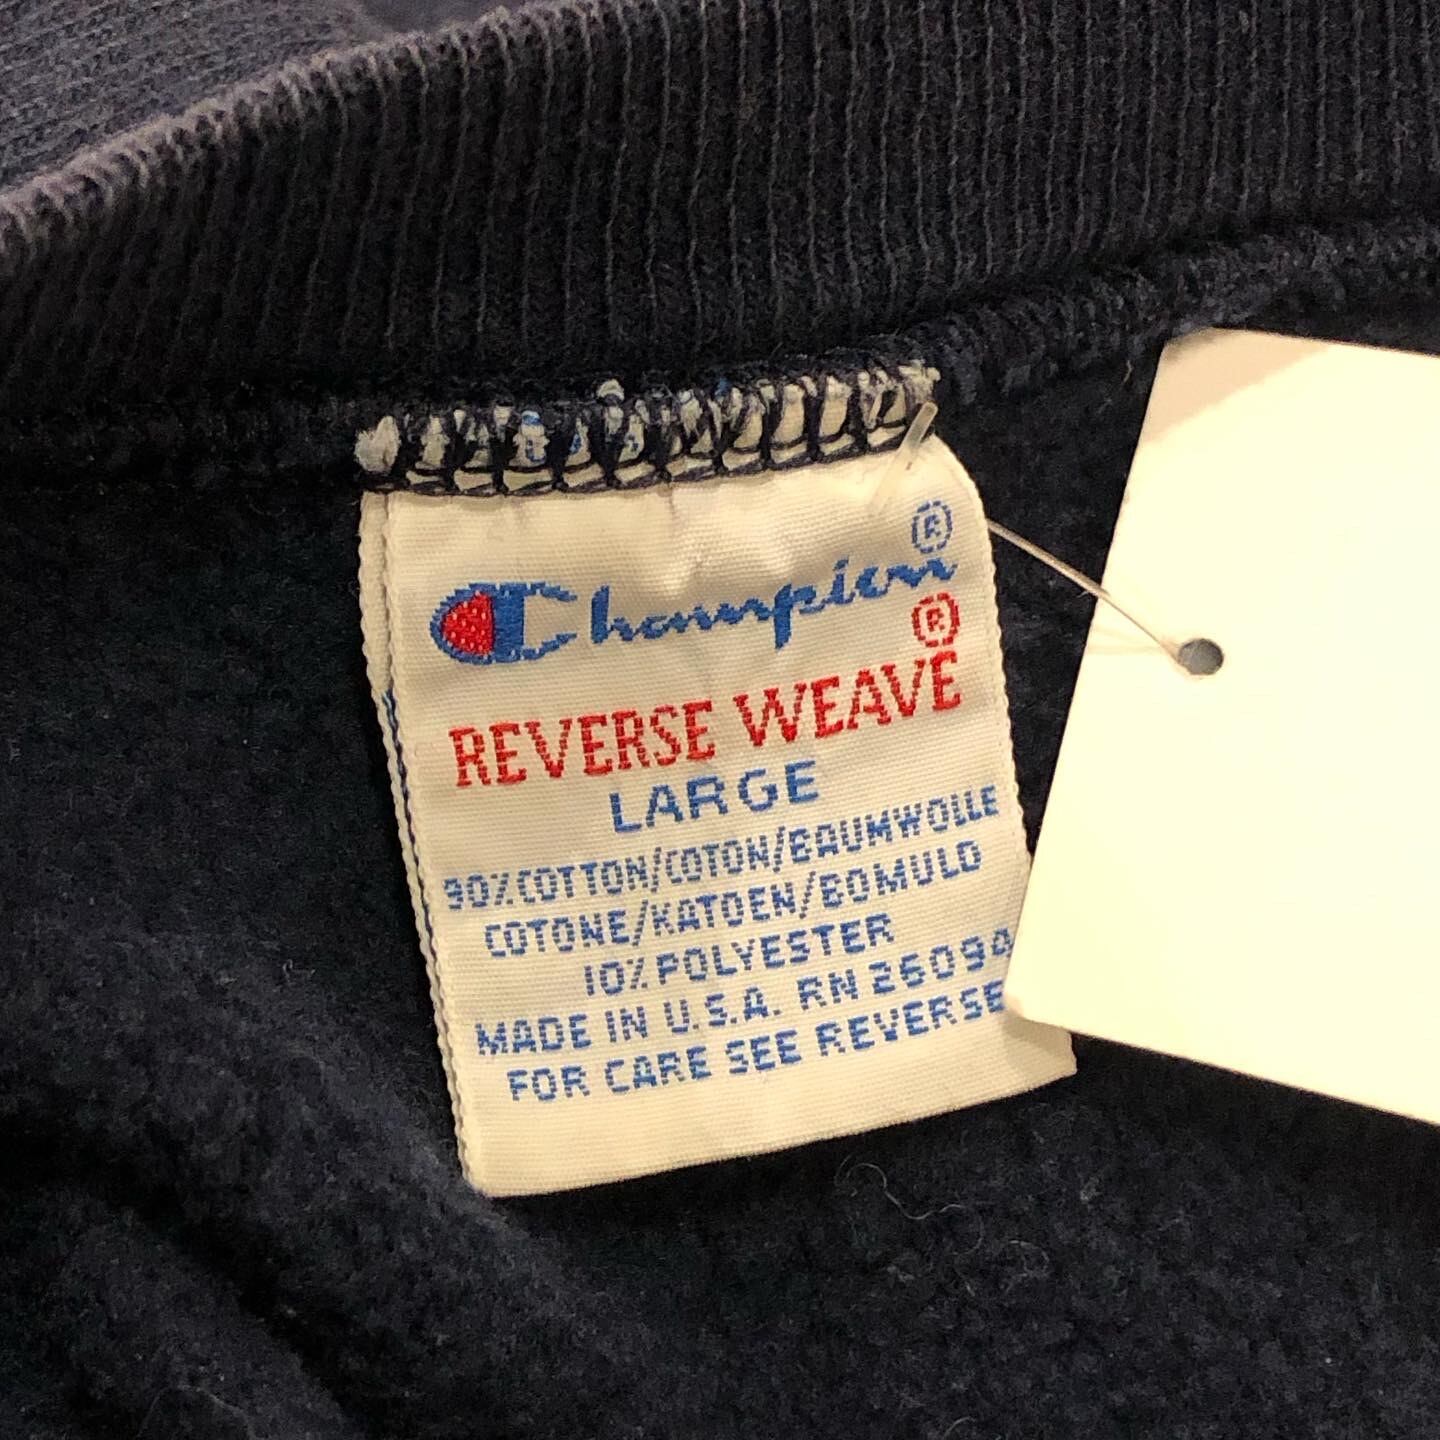 Champion®
REVERSE WEAVE®
LARGE
90% COTTON/COTON/BAUMWOLLE
COTONE/KATOEN/BOMULD
10% POLYESTER
MADE IN U.S.A. RN 26094
FOR CARE SEE REVERSE